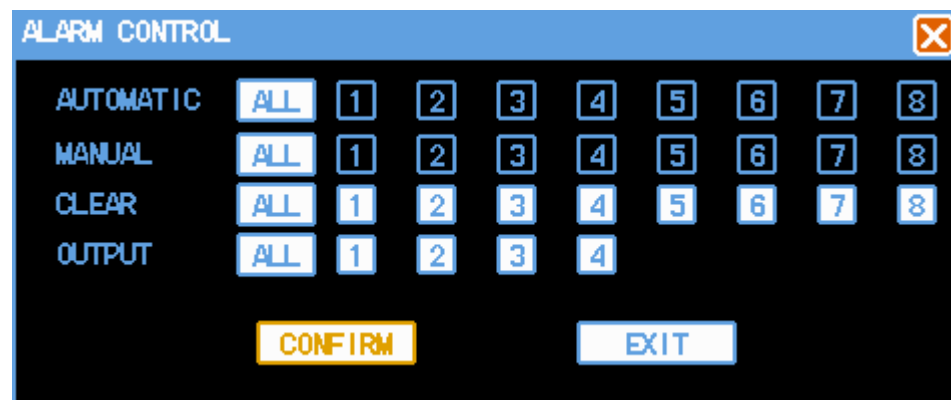 ALARM CONTROL
AUTOMATIC ALL 1 2 3 4 5 6 7 8
MANUAL ALL 1 2 3 4 5 6 7 8
CLEAR ALL 1 2 3 4 5 6 7 8
OUTPUT ALL 1 2 3 4
CONFIRM EXIT